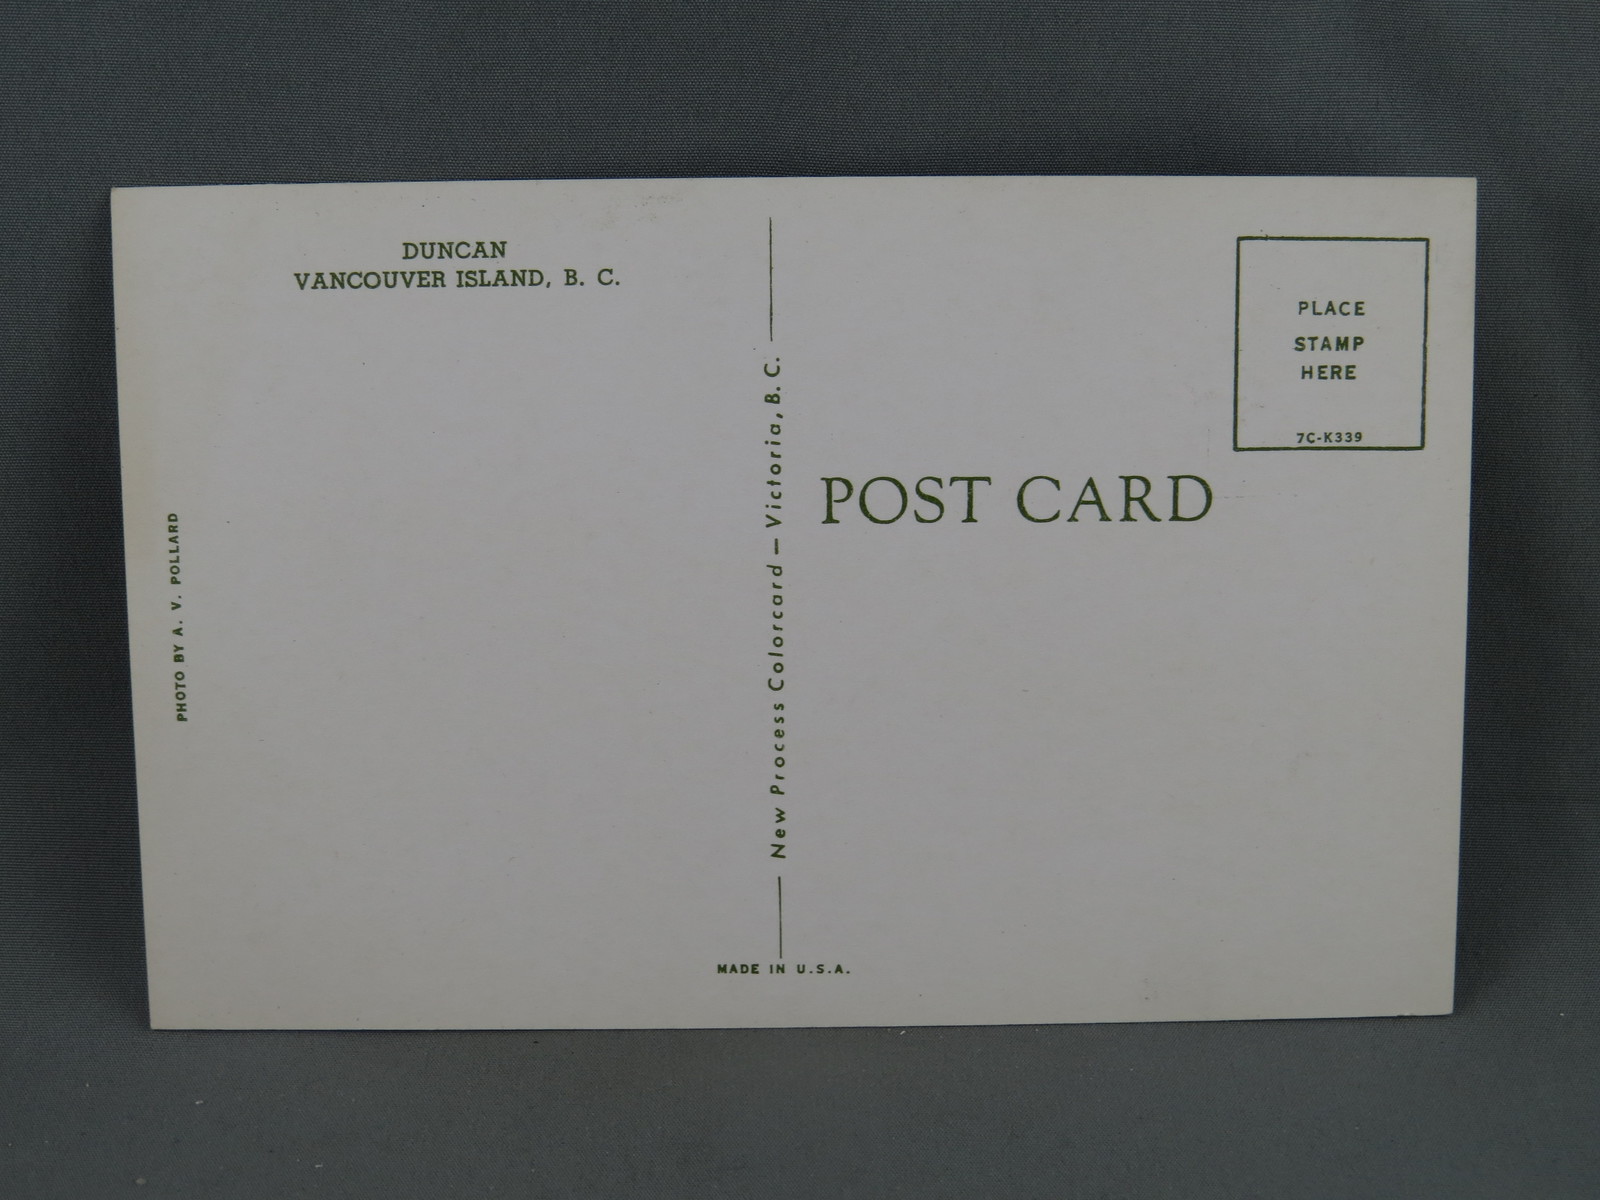 DUNCAN
VANCOUVER ISLAND, B. C.
PHOTO BY A. V. POLLARD
New Process Colorcard — Victoria, B. C.
MADE IN U.S.A.
POST CARD
PLACE
STAMP
HERE
7C-K339